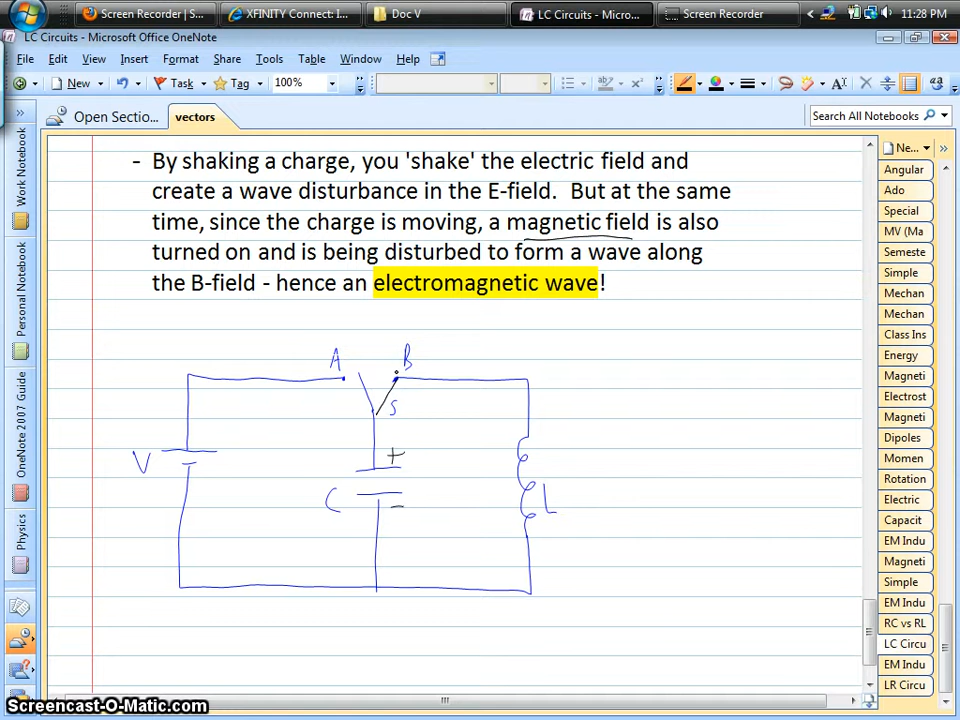 Screen Recorder | S...
XFINITY Connect: I...
Doc V
LC Circuits - Micros...
Screen Recorder
11:28 PM
LC Circuits - Microsoft Office OneNote
File Edit View Insert Format Share Tools Table Window Help
New Task Tag 100%
Open Sectio... vectors
Search All Notebooks
- By shaking a charge, you 'shake' the electric field and
create a wave disturbance in the E-field. But at the same
time, since the charge is moving, a magnetic field is also
turned on and is being disturbed to form a wave along
the B-field - hence an electromagnetic wave!
A B
S
V
+
C
-
L
Work Notebook
Personal Notebook
OneNote 2007 Guide
Physics
Ne...
Angular
Ado
Special
MV (Ma
Semicon
Simple
Mechan
Mechan
Class Ins
Energy
Magneti
Electrost
Magneti
Dipoles
Rotation
Electric
Capacit
EM Indu
Magneti
Simple
EM Indu
RC vs RL
LC Circu
EM Indu
LR Circu
Screencast-O-Matic.com